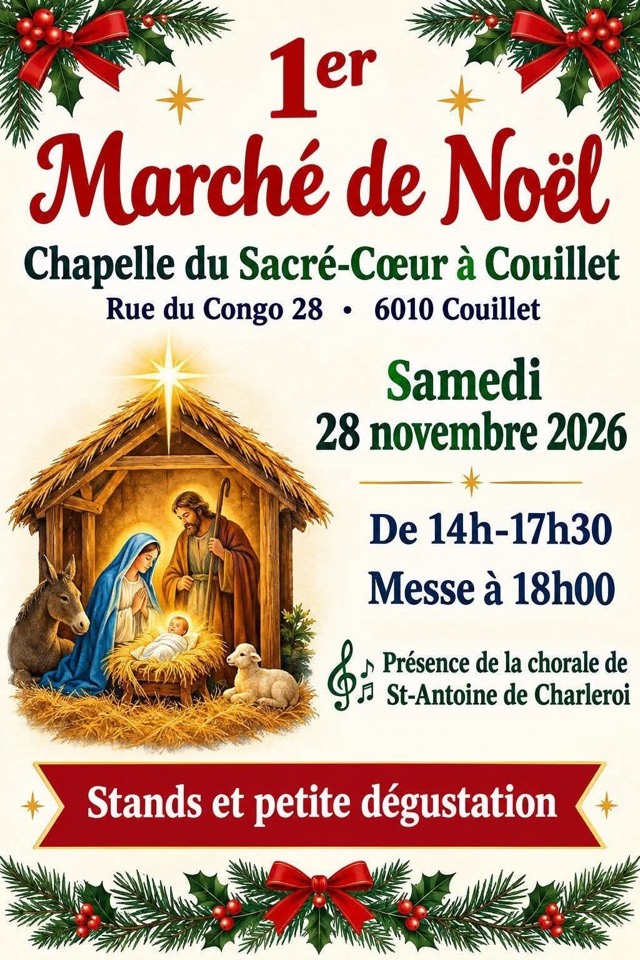 1er
Marché de Noël
Chapelle du Sacré-Cœur à Couillet
Rue du Congo 28 • 6010 Couillet
Samedi
28 novembre 2026
De 14h-17h30
Messe à 18h00
Présence de la chorale de
St-Antoine de Charleroi
Stands et petite dégustation